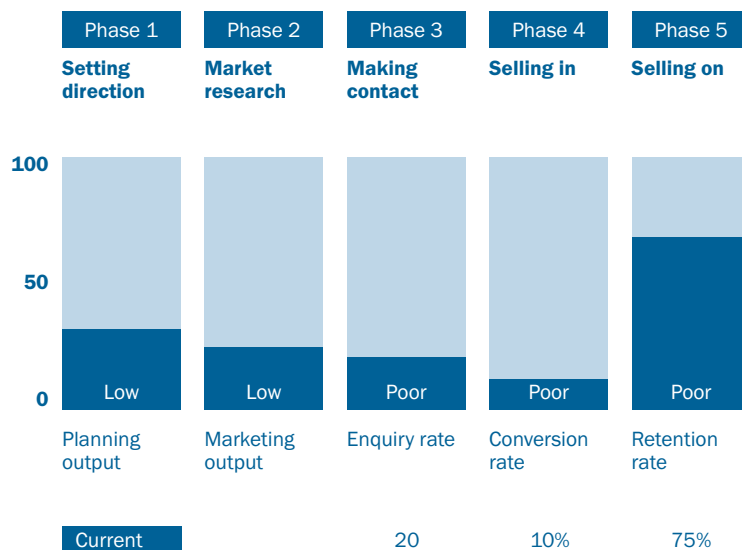 Phase 1 Phase 2 Phase 3 Phase 4 Phase 5
Setting direction Market research Making contact Selling in Selling on
100
50
0
Low Low Poor Poor Poor
Planning output Marketing output Enquiry rate Conversion rate Retention rate
Current 20 10% 75%